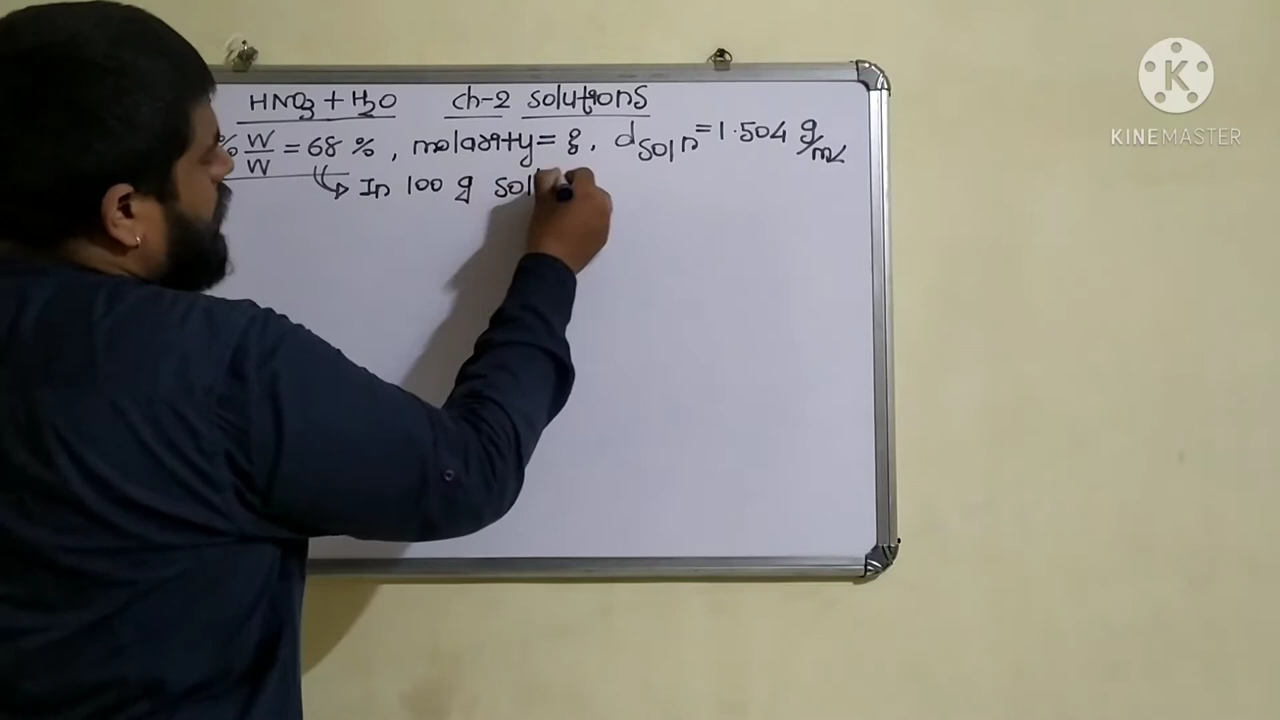 HNO3 + H2O Ch-2 Solutions
% W/W = 68 %, molarity = ?, dsoln = 1.504 g/mL
In 100 g sol
K
KINEMASTER